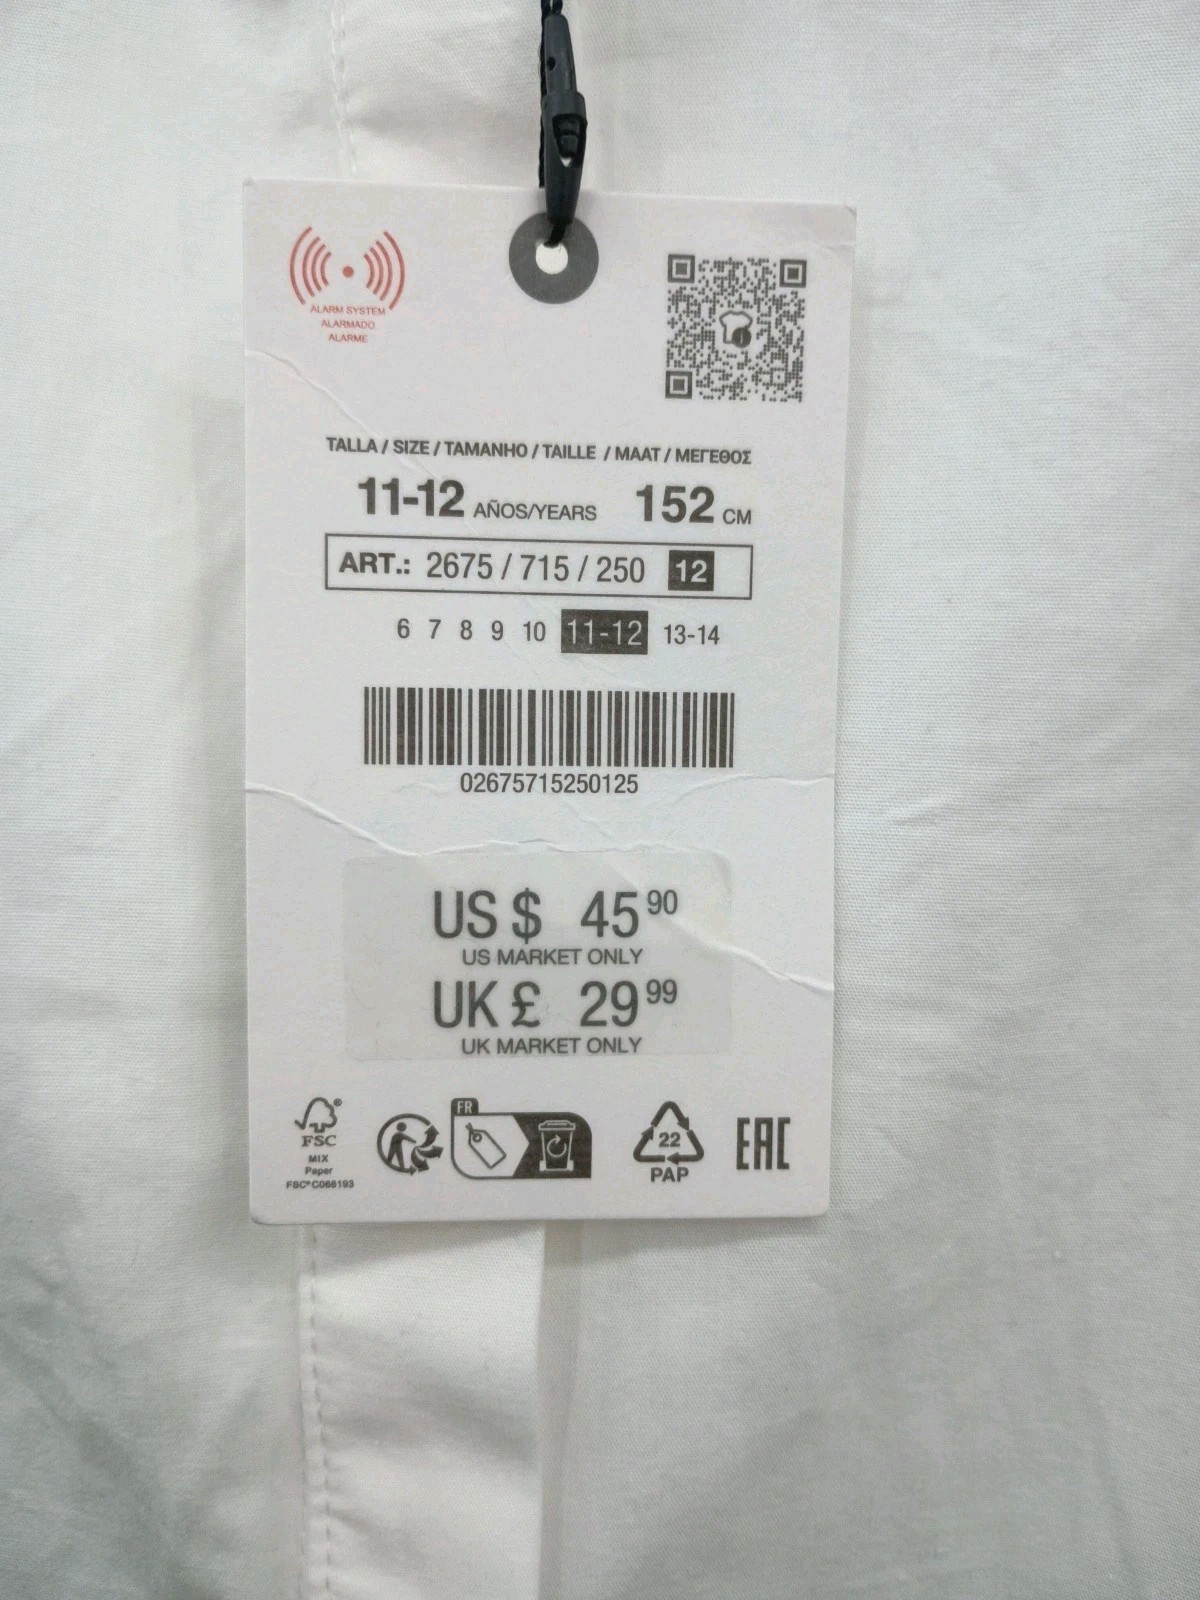 ALARM SYSTEM
ALARMADO
ALARME
TALLA / SIZE / TAMANHO / TAILLE / MAAT / ΜΕΓΕΘΟΣ
11-12 AÑOS/YEARS 152 CM
ART.: 2675 / 715 / 250 12
6 7 8 9 10 11-12 13-14
02675715250125
US $ 45 90
US MARKET ONLY
UK £ 29 99
UK MARKET ONLY
FSC®
MIX
Paper
FSC® C068193
FR
22
PAP
EAC